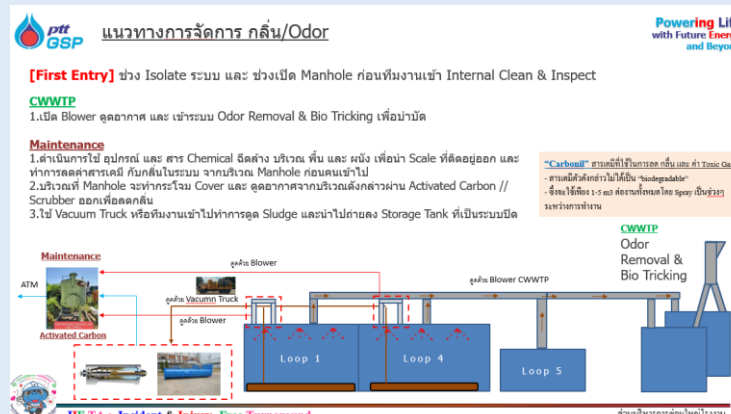 ptt
GSP
แนวทางการจัดการ กลิ่น/Odor
Powering Lif
with Future Energ
and Beyon
[First Entry] ช่วง Isolate ระบบ และ ช่วงเปิด Manhole ก่อนทีมงานเข้า Internal Clean & Inspect
CWWTP
1.เปิด Blower ดูดอากาศ และ เข้าระบบ Odor Removal & Bio Tricking เพื่อบำบัด
Maintenance
1.ดำเนินการใช้ อุปกรณ์ และ สาร Chemical ฉีดล้าง บริเวณ พื้น และ ผนัง เพื่อนำ Scale ที่ติดอยู่ออก และ
ทำการลดค่าสารเคมี กับกลิ่นในระบบ จากบริเวณ Manhole ก่อนคนเข้าไป
2.บริเวณที่ Manhole จะทำกระโจม Cover และ ดูดอากาศจากบริเวณดังกล่าวผ่าน Activated Carbon //
Scrubber ออกเพื่อลดกลิ่น
3.ใช้ Vacuum Truck หรือทีมงานเข้าไปทำการดูด Sludge และนำไปถ่ายลง Storage Tank ที่เป็นระบบปิด
"Carbonil" สารเคมีที่ใช้ในการลด กลิ่น และ ค่า Toxic Ga
- สารเคมีตัวดังกล่าวไม่ได้เป็น "biodegradable"
- ซึ่งจะใช้เพียง 1-5 m3 ต่องานทั้งหมดโดย Spray เป็นช่วงๆ
ระหว่างการทำงาน
CWWTP
Odor
Removal &
Bio Tricking
Maintenance
ATM
Activated Carbon
ดูดด้วย Blower
ดูดด้วย Vacumn Truck
ดูดด้วย Blower
ดูดด้วย Blower CWWTP
Loop 1
Loop 4
Loop 5